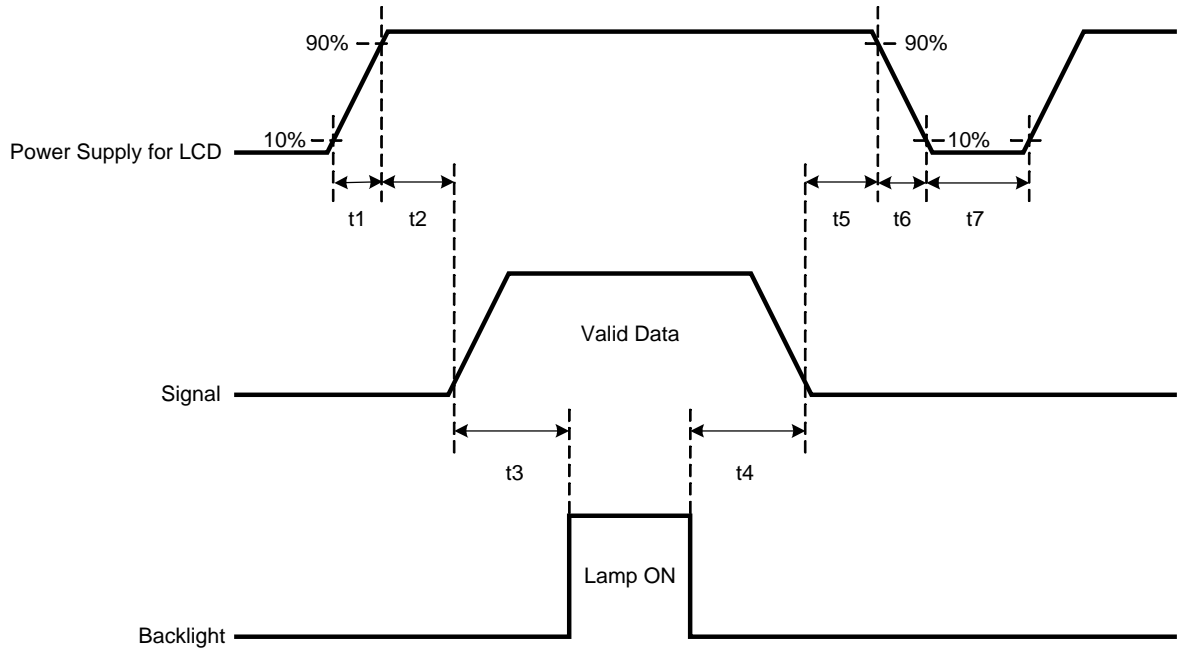 90%
90%
10%
10%
Power Supply for LCD
t1
t2
t5
t6
t7
Valid Data
Signal
t3
t4
Lamp ON
Backlight